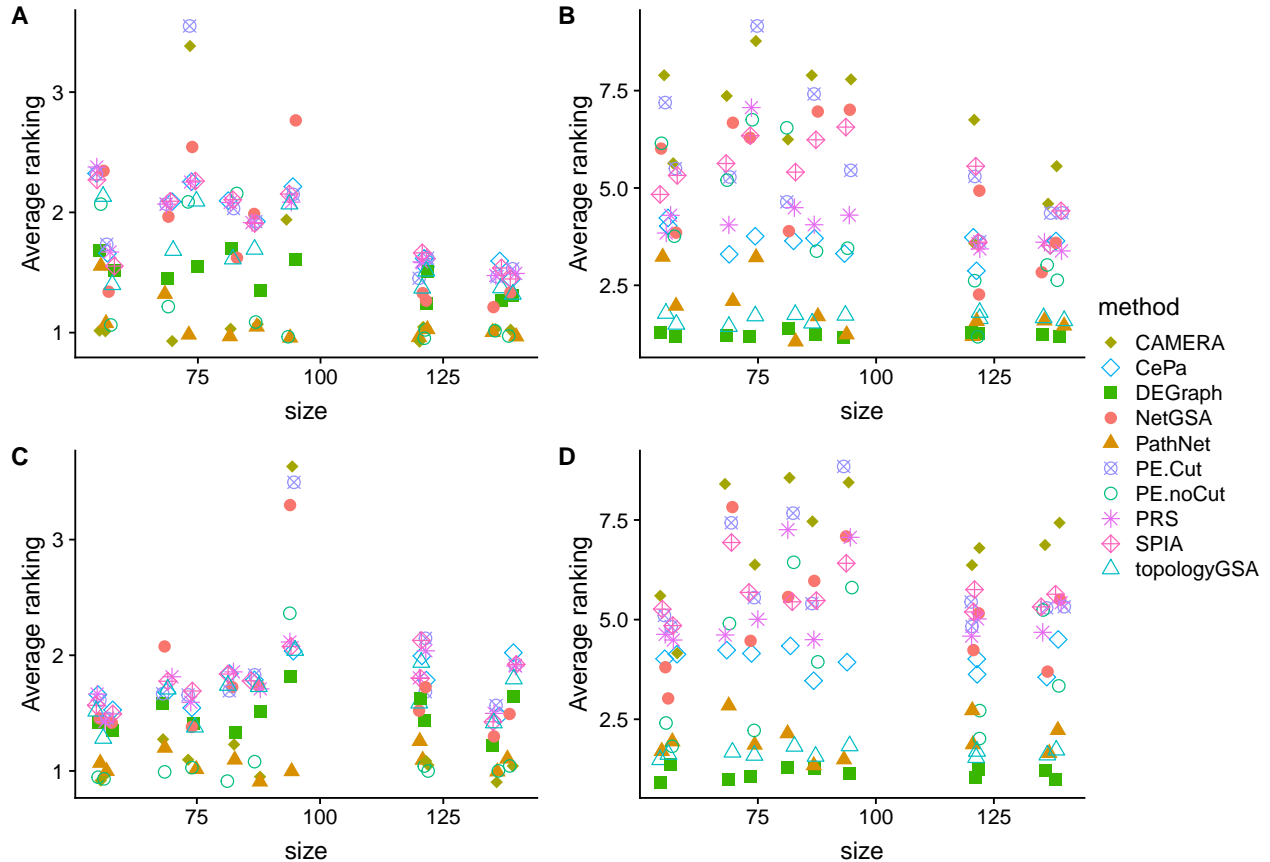 A
Average ranking
3
2
1
75
100
125
size
B
Average ranking
7.5
5.0
2.5
75
100
125
size
C
Average ranking
3
2
1
75
100
125
size
D
Average ranking
7.5
5.0
2.5
75
100
125
size
method
CAMERA
CePa
DEGraph
NetGSA
PathNet
PE.Cut
PE.noCut
PRS
SPIA
topologyGSA